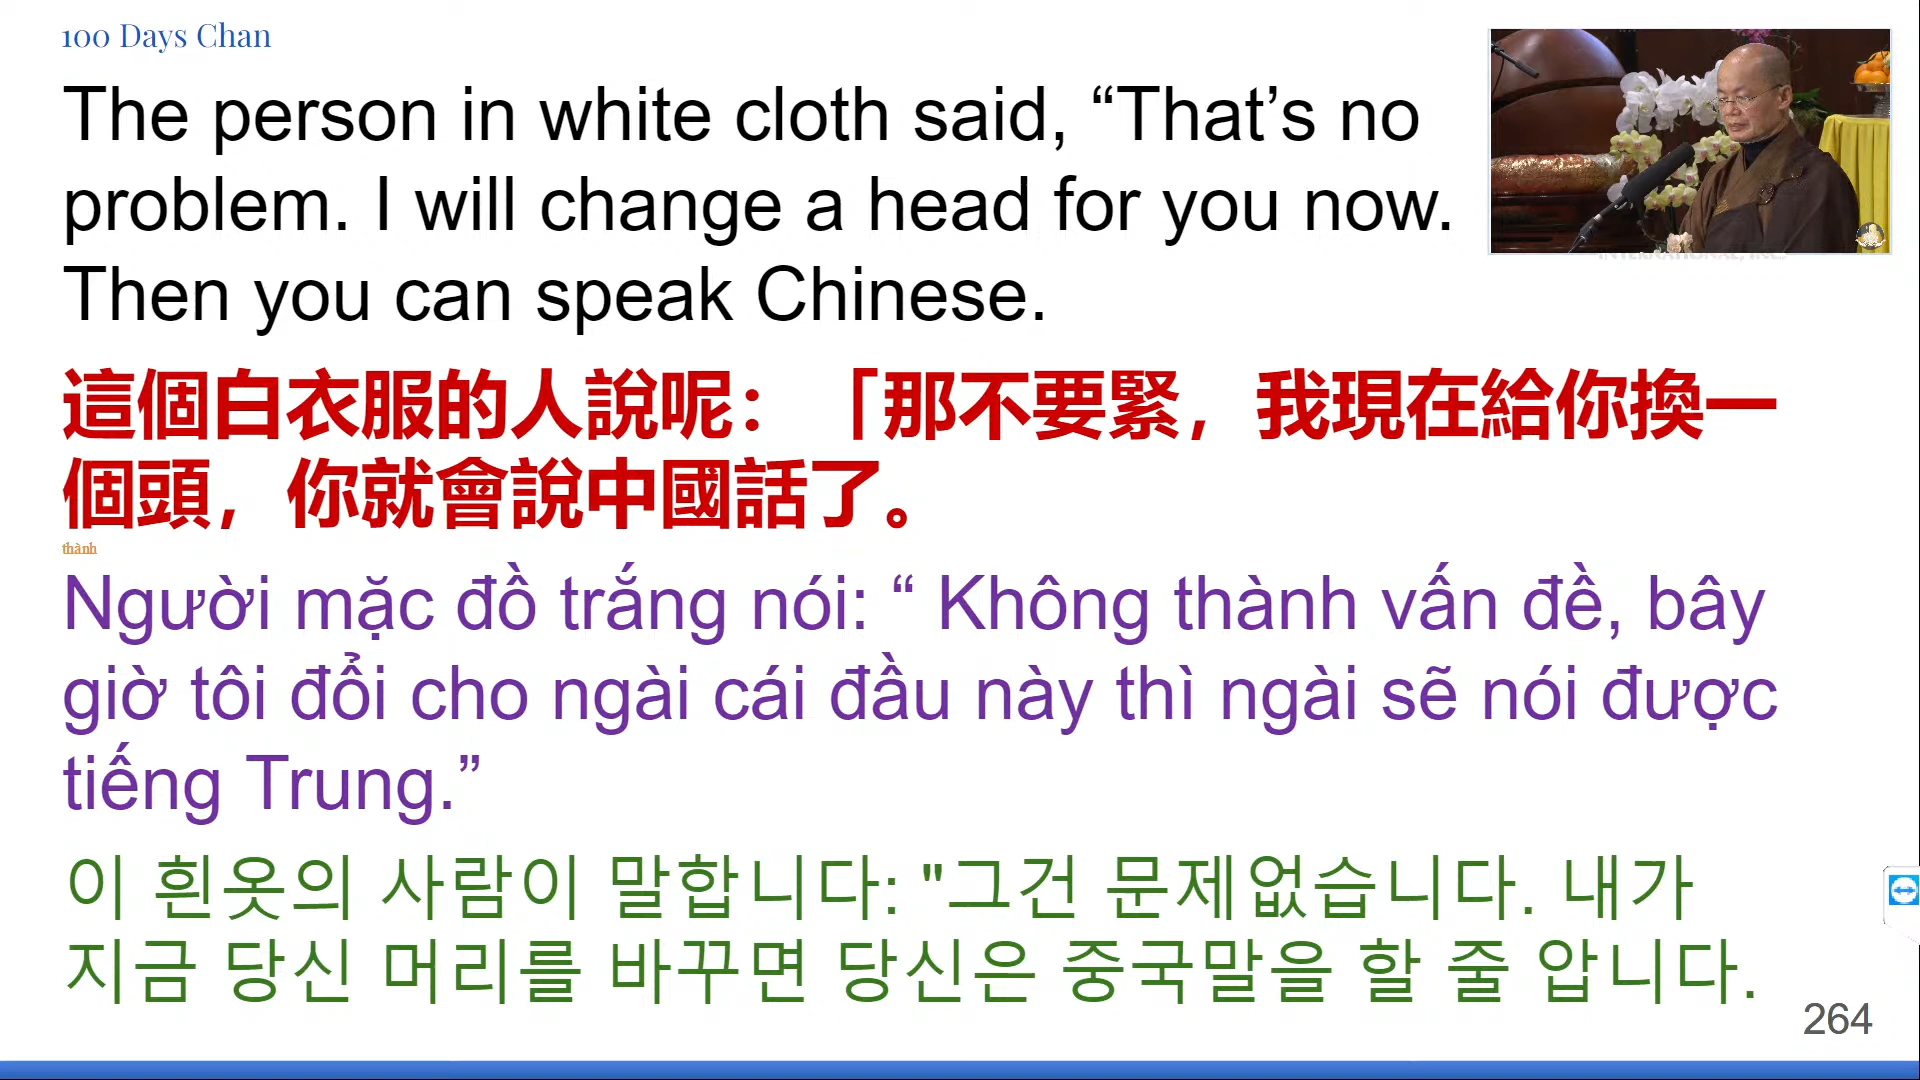 100 Days Chan
The person in white cloth said, “That’s no
problem. I will change a head for you now.
Then you can speak Chinese.
這個白衣服的人說呢：「那不要緊，我現在給你換一
個頭，你就會說中國話了。
thành
Người mặc đồ trắng nói: “ Không thành vấn đề, bây
giờ tôi đổi cho ngài cái đầu này thì ngài sẽ nói được
tiếng Trung.”
이 흰옷의 사람이 말합니다: "그건 문제없습니다. 내가
지금 당신 머리를 바꾸면 당신은 중국말을 할 줄 압니다.
264